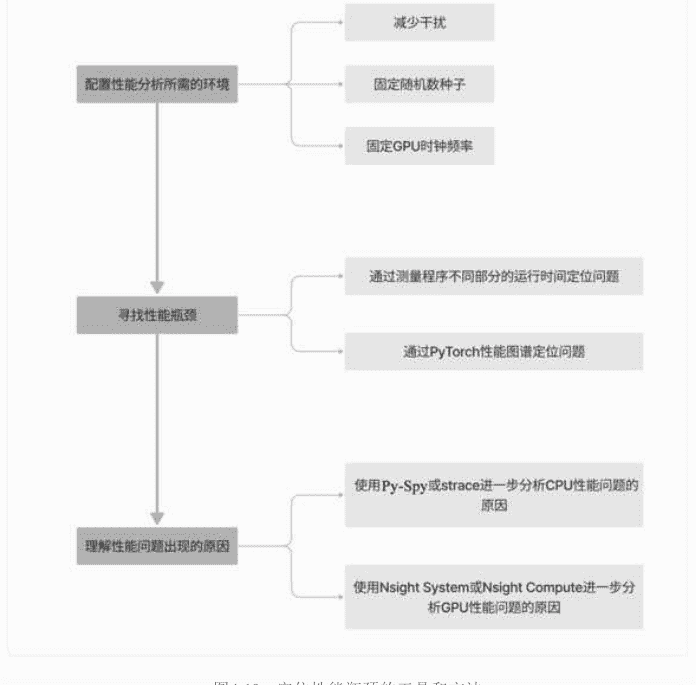 减少干扰
配置性能分析所需的环境
固定随机数种子
固定GPU时钟频率
通过测量程序不同部分的运行时间定位问题
寻找性能瓶颈
通过PyTorch性能图谱定位问题
使用Py-Spy或strace进一步分析CPU性能问题的
原因
理解性能问题出现的原因
使用Nsight System或Nsight Compute进一步分
析GPU性能问题的原因